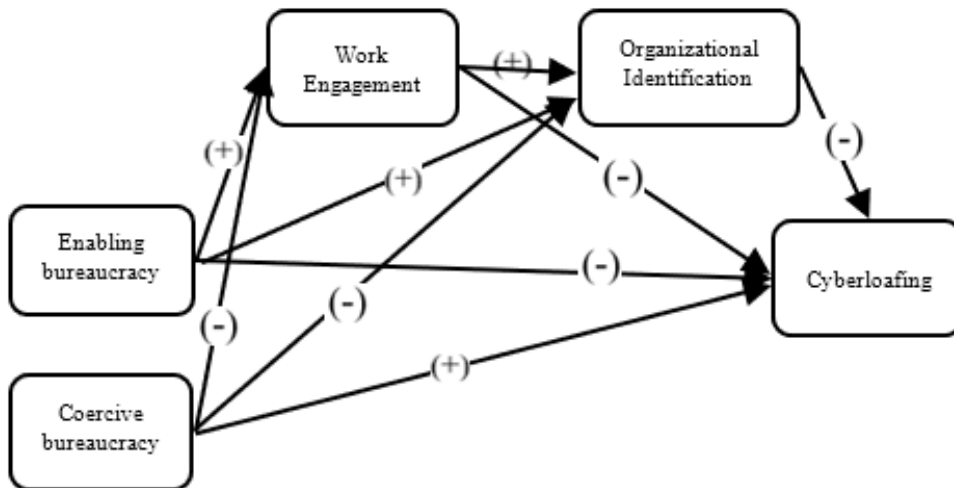 Work
Engagement
Organizational
Identification
(+)
(-)
(+)
(-)
(+)
Enabling
bureaucracy
(-)
Cyberloafing
(-)
(-)
(+)
Coercive
bureaucracy